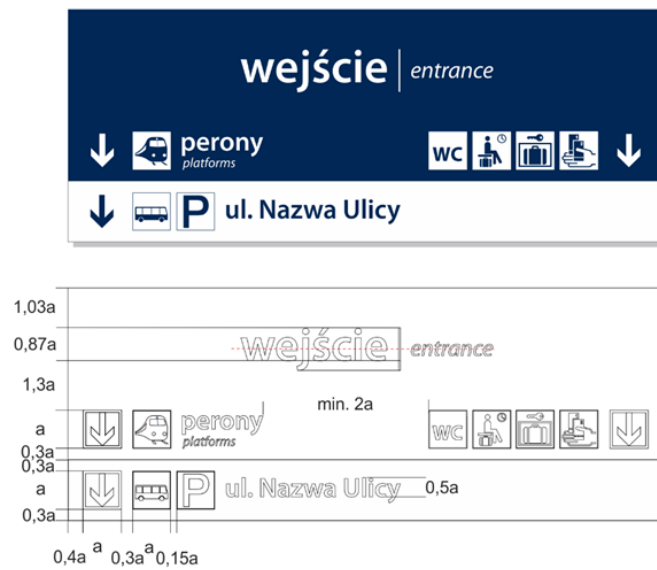 wejście entrance
perony
platforms
WC
P ul. Nazwa Ulicy
1,03a
0,87a
wejście entrance
1,3a
min. 2a
a
perony
platforms
WC
0,3a
0,3a
a
P ul. Nazwa Ulicy
0,5a
0,3a
0,4a a 0,3a a 0,15a